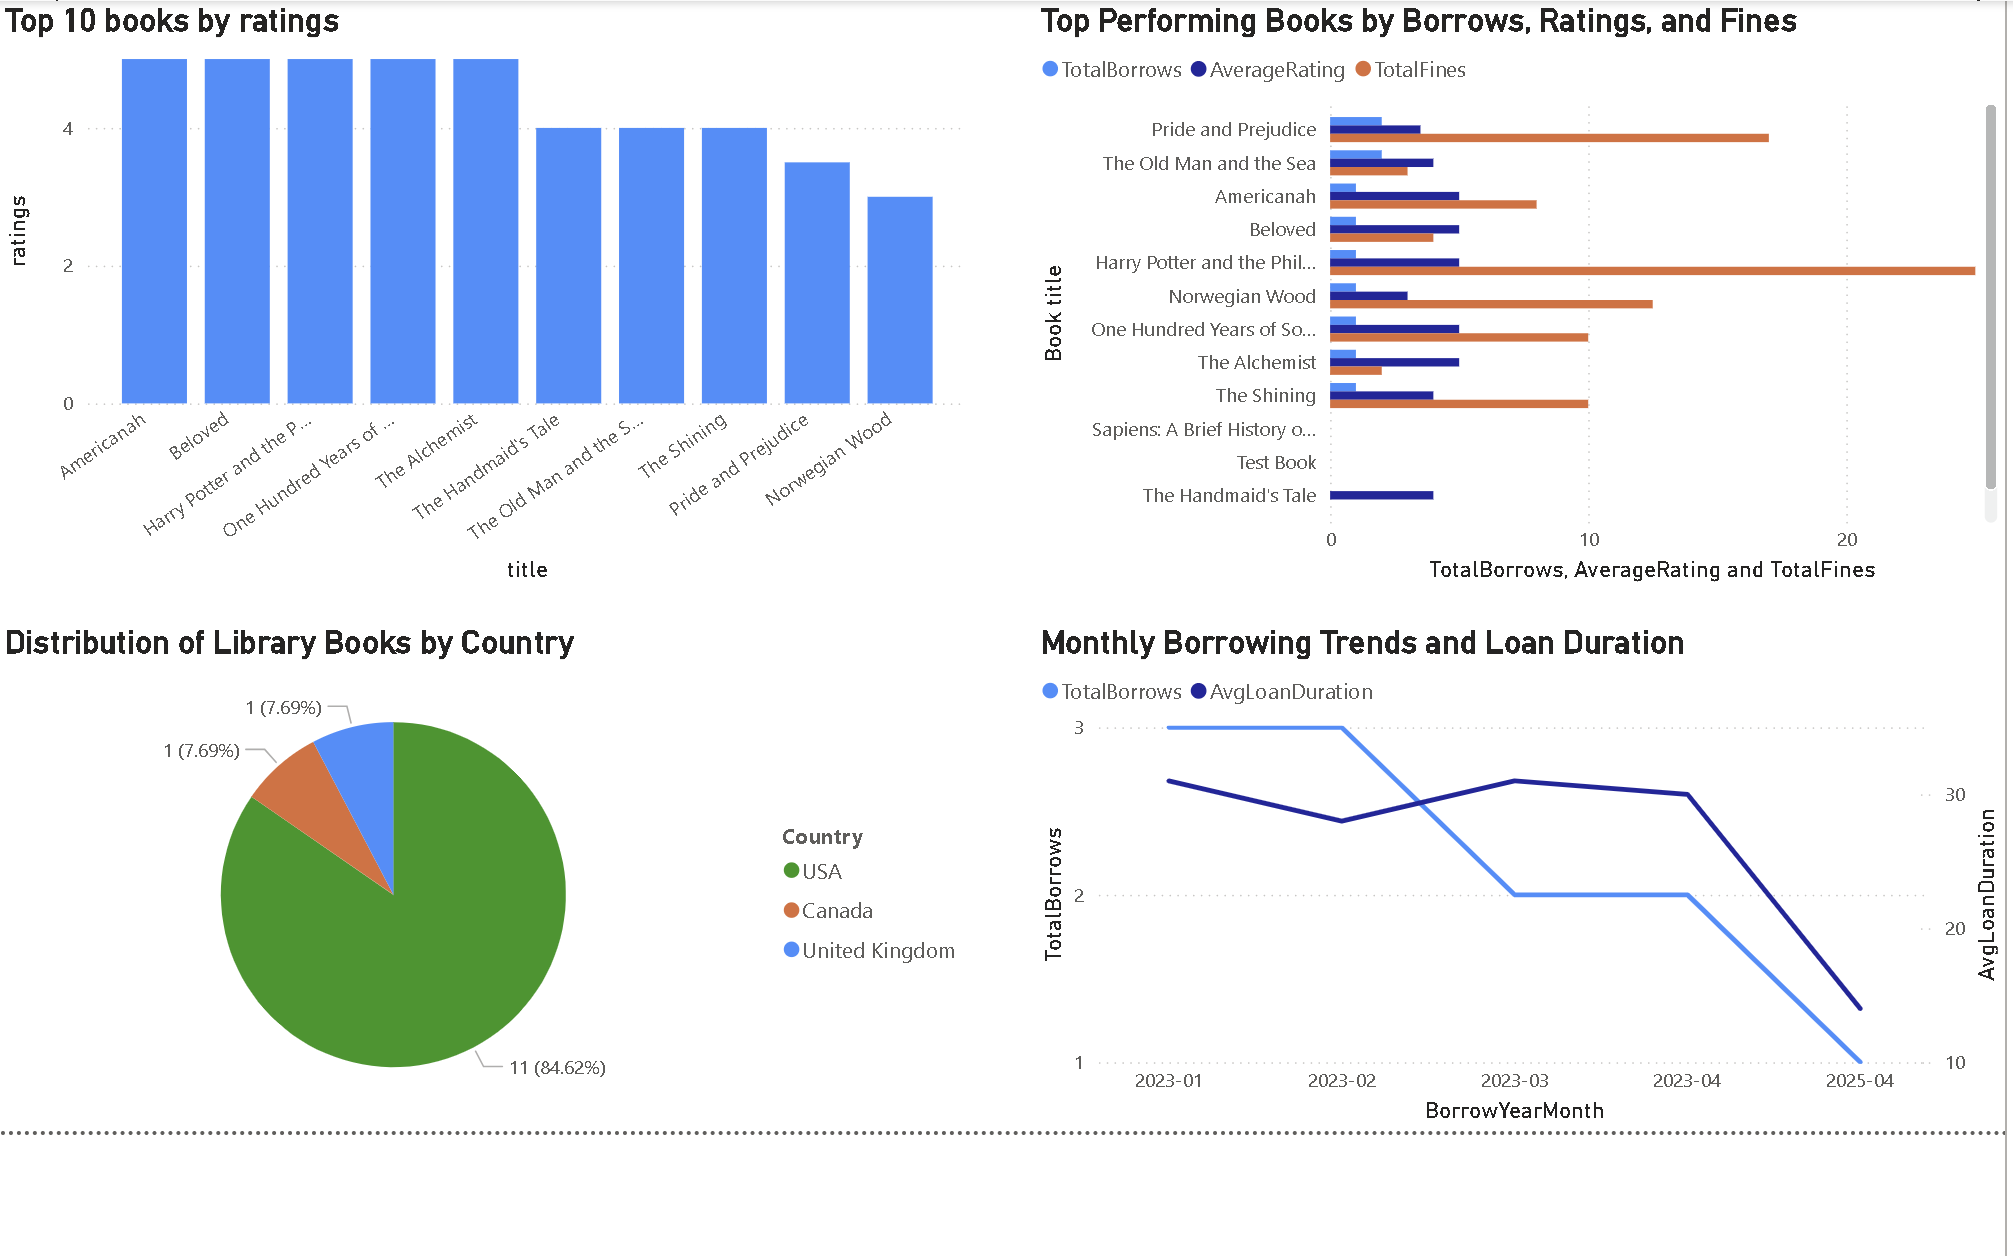 Top 10 books by ratings
ratings
4
2
0
Americanah
Beloved
Harry Potter and the P...
One Hundred Years of ...
The Alchemist
The Handmaid's Tale
The Old Man and the S...
The Shining
Pride and Prejudice
Norwegian Wood
title
Top Performing Books by Borrows, Ratings, and Fines
TotalBorrows AverageRating TotalFines
Book title
Pride and Prejudice
The Old Man and the Sea
Americanah
Beloved
Harry Potter and the Phil...
Norwegian Wood
One Hundred Years of So...
The Alchemist
The Shining
Sapiens: A Brief History o...
Test Book
The Handmaid's Tale
0 10 20
TotalBorrows, AverageRating and TotalFines
Distribution of Library Books by Country
1 (7.69%)
1 (7.69%)
11 (84.62%)
Country
USA
Canada
United Kingdom
Monthly Borrowing Trends and Loan Duration
TotalBorrows AvgLoanDuration
TotalBorrows
3
2
1
30
20
10
AvgLoanDuration
2023-01 2023-02 2023-03 2023-04 2025-04
BorrowYearMonth